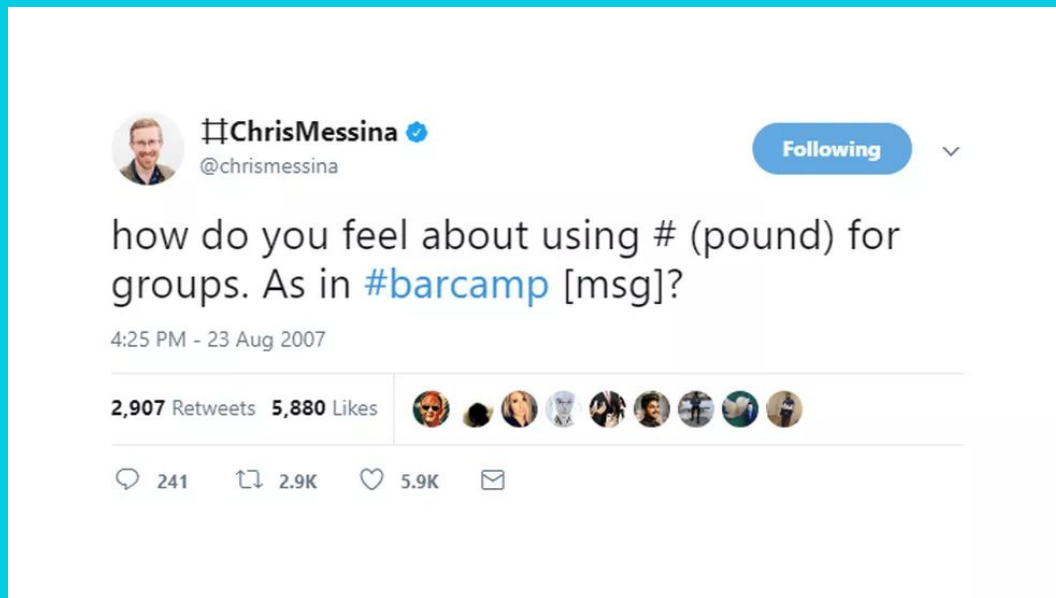 #ChrisMessina
@chrismessina
Following
how do you feel about using # (pound) for
groups. As in #barcamp [msg]?
4:25 PM - 23 Aug 2007
2,907 Retweets 5,880 Likes
241 2.9K 5.9K